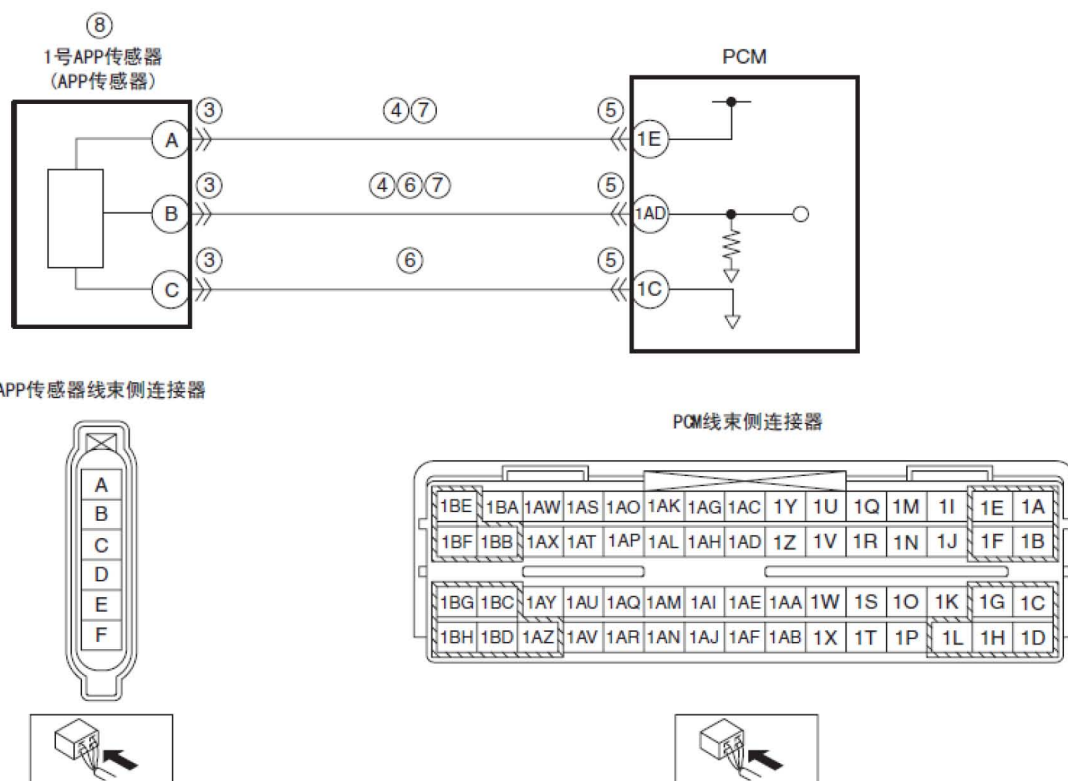 ⑧
1号APP传感器
(APP传感器)
PCM
③ ④⑦ ⑤
A 1E
③ ④⑥⑦ ⑤
B 1AD
③ ⑥ ⑤
C 1C
APP传感器线束侧连接器
PCM线束侧连接器
A
B
C
D
E
F
1BE 1BA 1AW 1AS 1AO 1AK 1AG 1AC 1Y 1U 1Q 1M 1I 1E 1A
1BF 1BB 1AX 1AT 1AP 1AL 1AH 1AD 1Z 1V 1R 1N 1J 1F 1B
1BG 1BC 1AY 1AU 1AQ 1AM 1AI 1AE 1AA 1W 1S 1O 1K 1G 1C
1BH 1BD 1AZ 1AV 1AR 1AN 1AJ 1AF 1AB 1X 1T 1P 1L 1H 1D